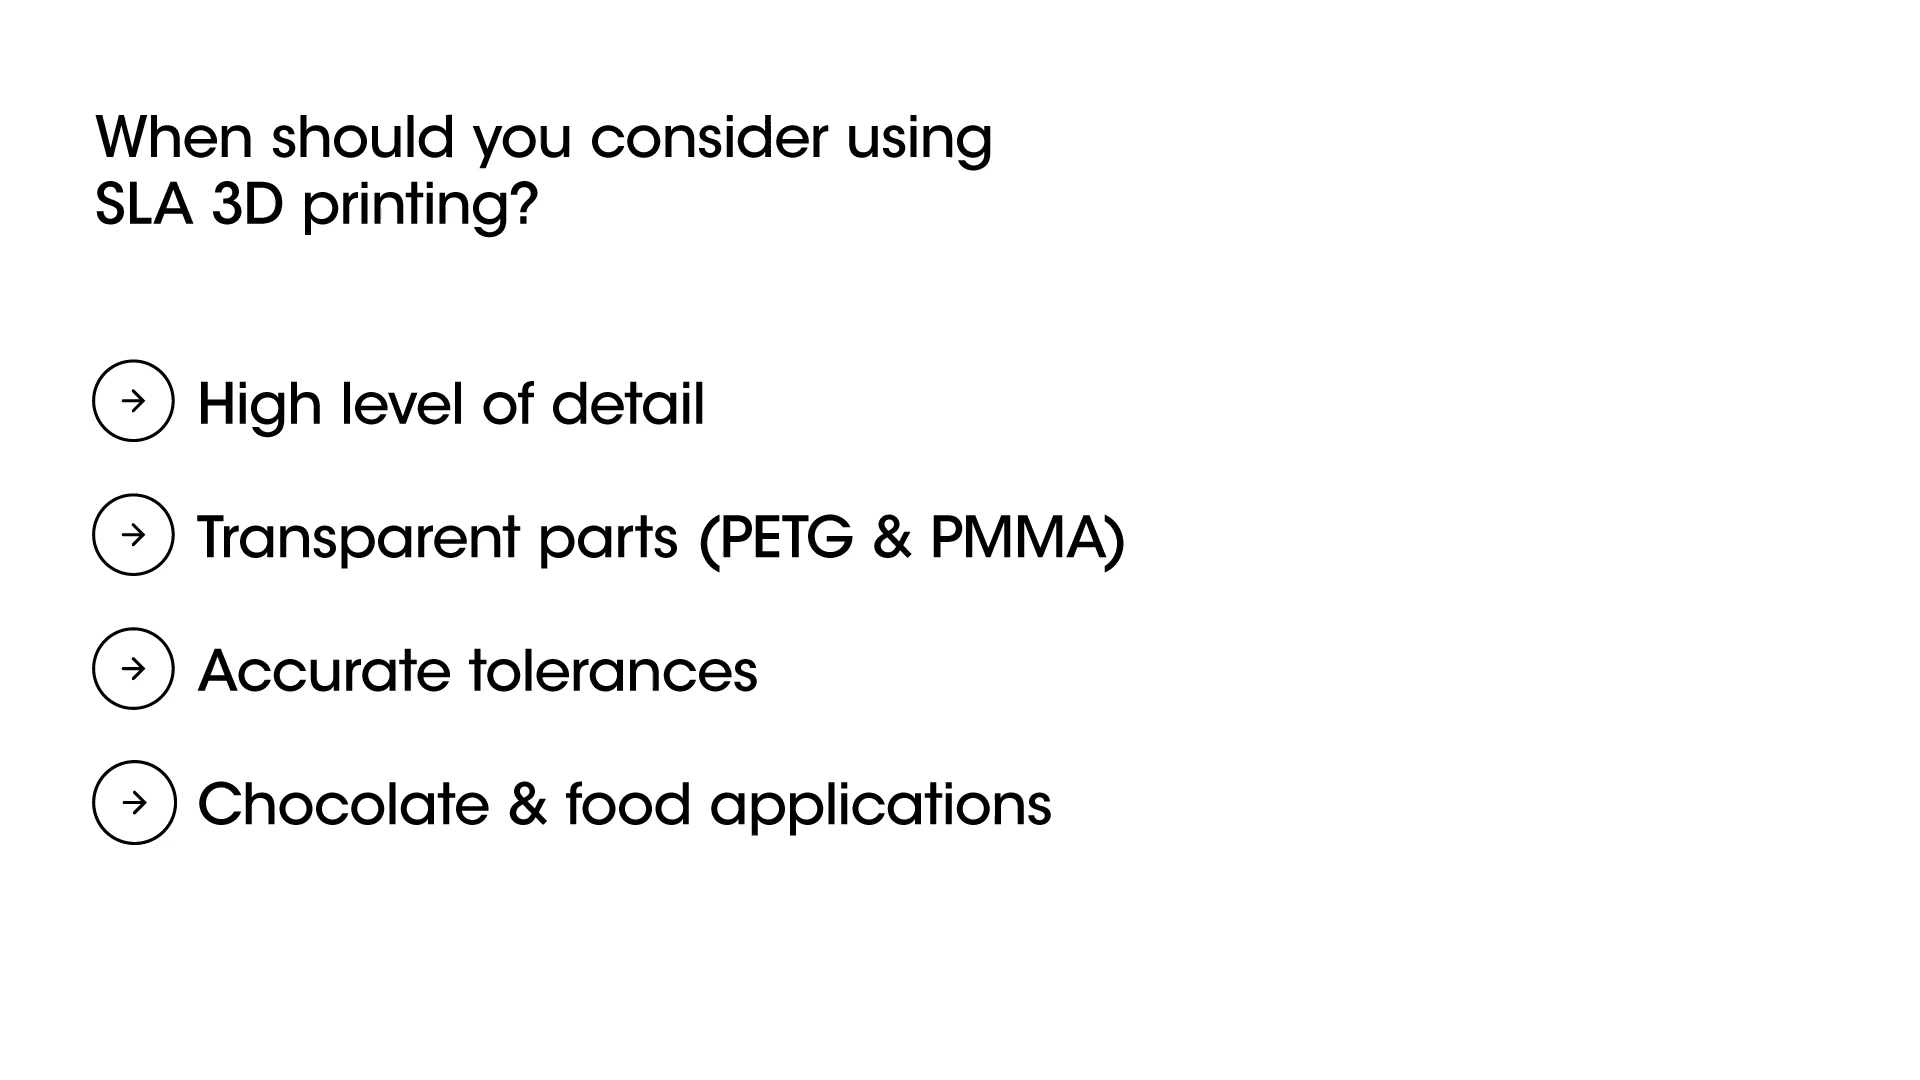 When should you consider using
SLA 3D printing?
High level of detail
Transparent parts (PETG & PMMA)
Accurate tolerances
Chocolate & food applications